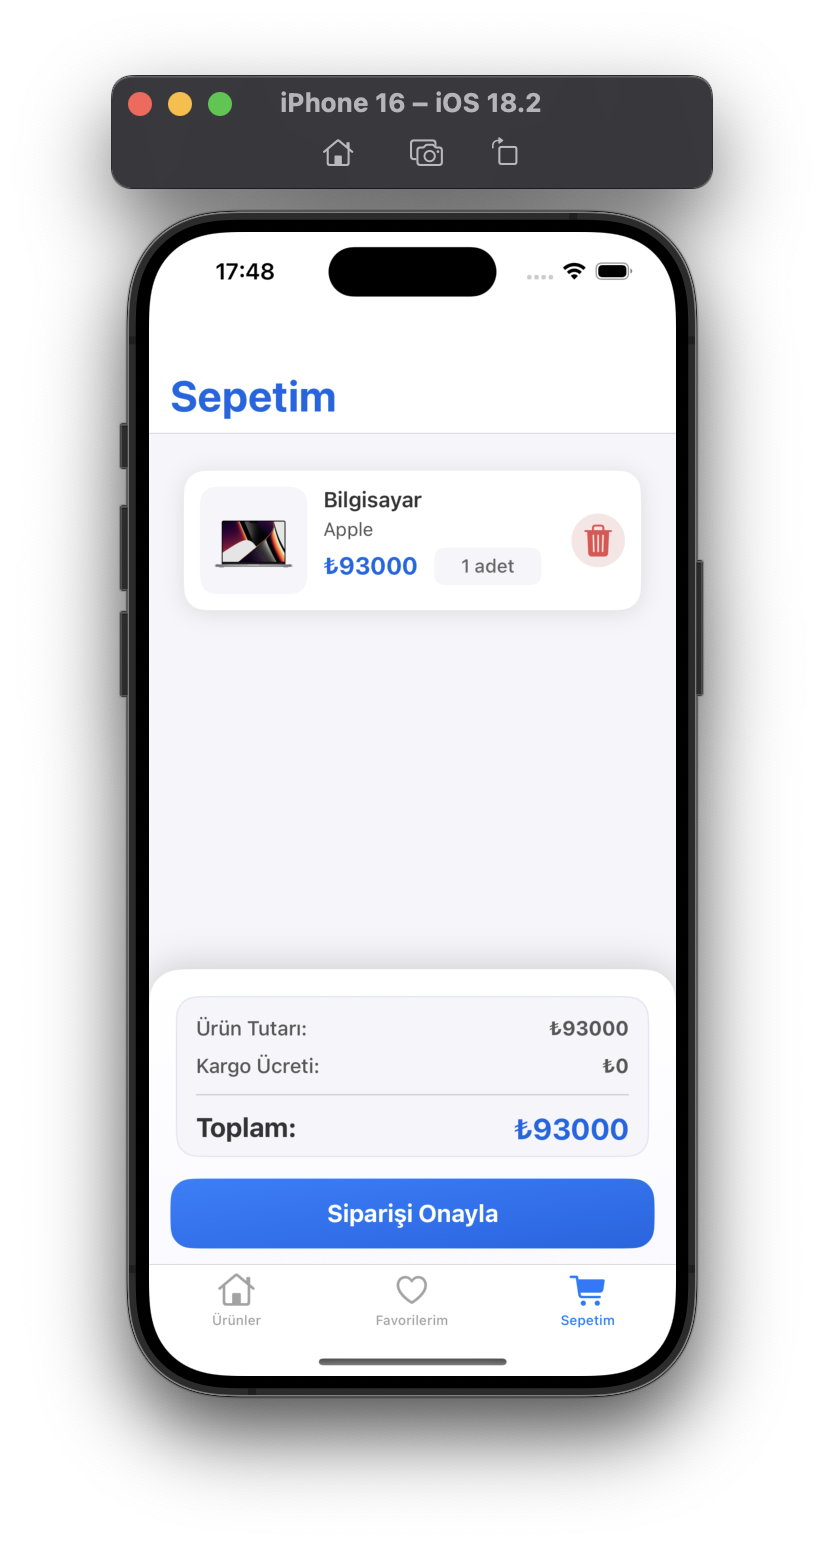 iPhone 16 – iOS 18.2
17:48
Sepetim
Bilgisayar
Apple
₺93000 1 adet
Ürün Tutarı: ₺93000
Kargo Ücreti: ₺0
Toplam: ₺93000
Siparişi Onayla
Ürünler Favorilerim Sepetim